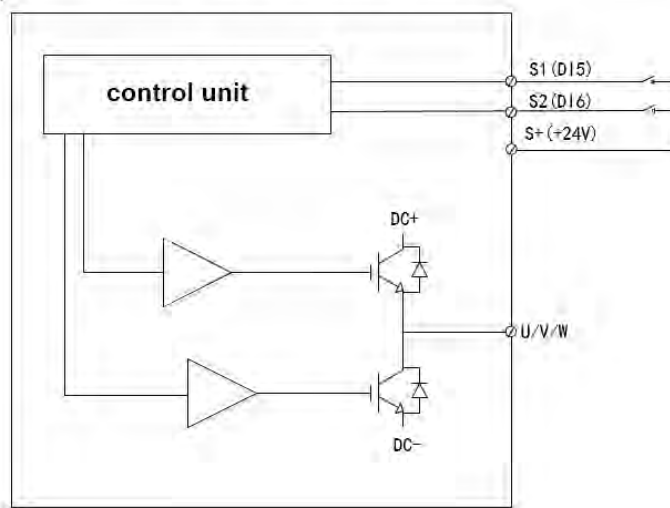 S1(DI5)
control unit
S2(DI6)
S+(+24V)
DC+
U/V/W
DC-